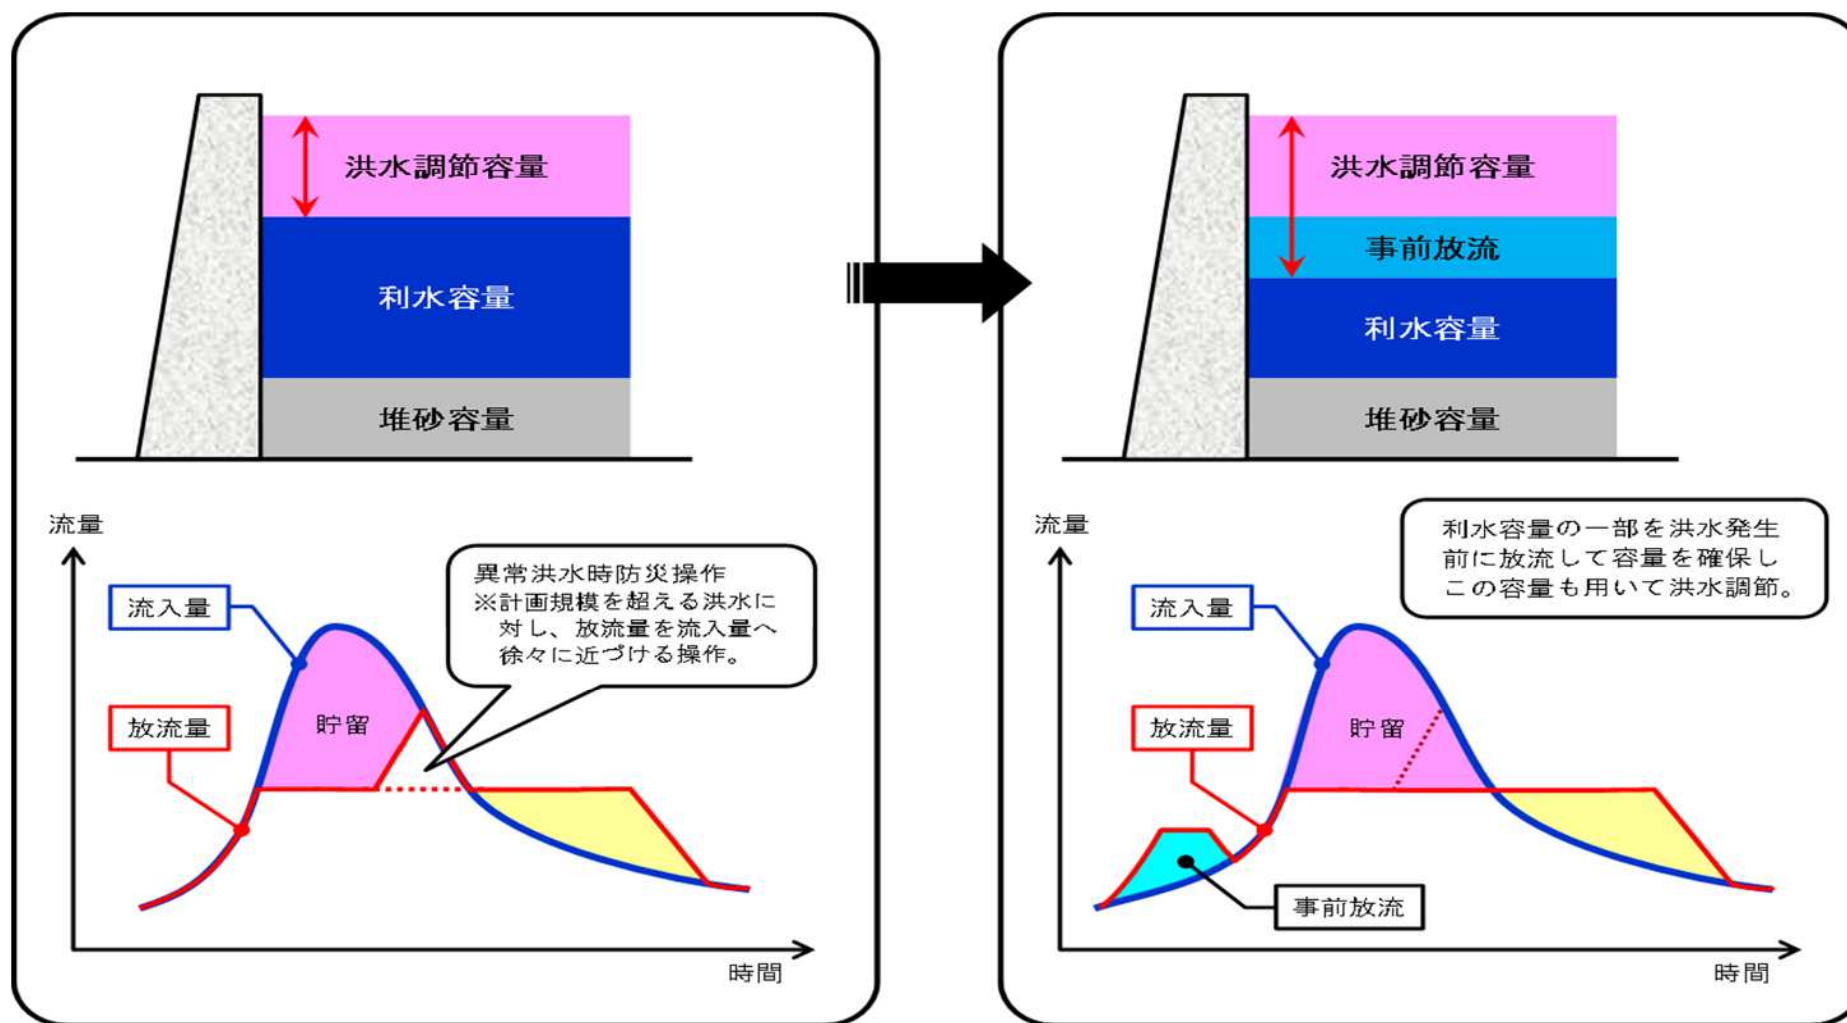 洪水調節容量
利水容量
堆砂容量
流量
異常洪水時防災操作
※計画規模を超える洪水に
対し、放流量を流入量へ
徐々に近づける操作。
流入量
放流量
貯留
時間
洪水調節容量
事前放流
利水容量
堆砂容量
流量
利水容量の一部を洪水発生
前に放流して容量を確保し
この容量も用いて洪水調節。
流入量
放流量
貯留
事前放流
時間